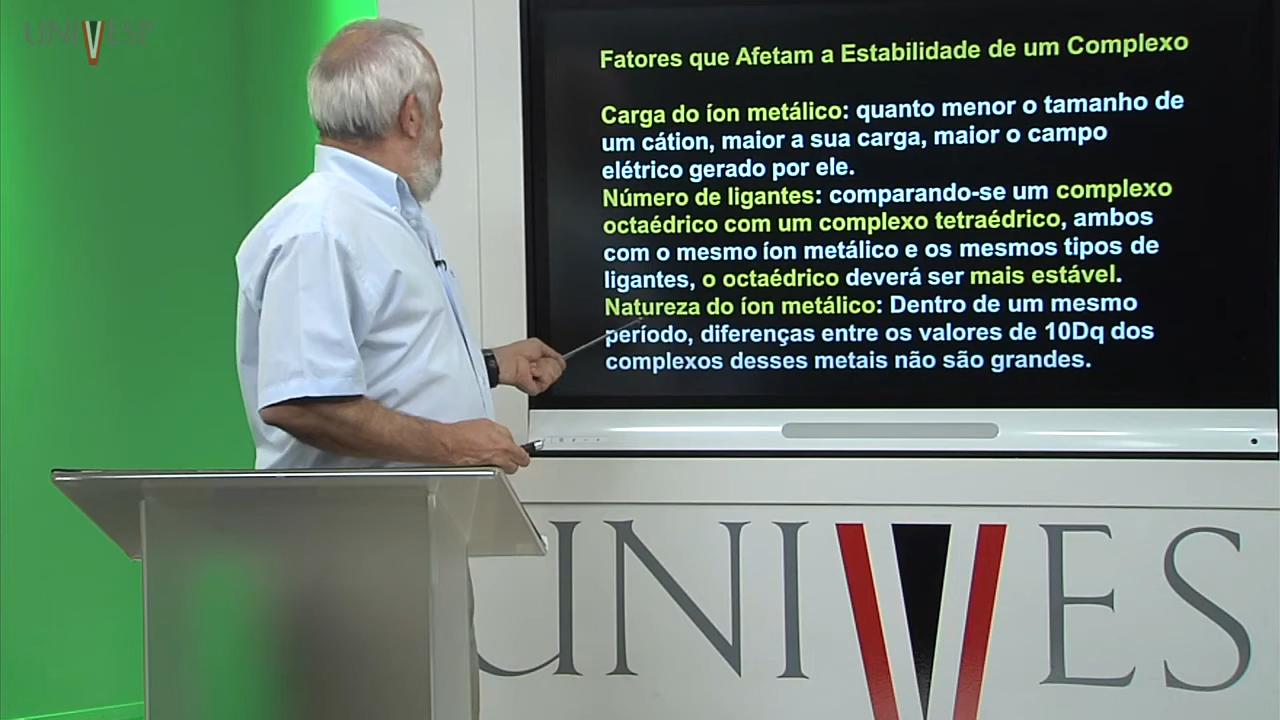 UNIVESP
Fatores que Afetam a Estabilidade de um Complexo
Carga do íon metálico: quanto menor o tamanho de
um cátion, maior a sua carga, maior o campo
elétrico gerado por ele.
Número de ligantes: comparando-se um complexo
octaédrico com um complexo tetraédrico, ambos
com o mesmo íon metálico e os mesmos tipos de
ligantes, o octaédrico deverá ser mais estável.
Natureza do íon metálico: Dentro de um mesmo
período, diferenças entre os valores de 10Dq dos
complexos desses metais não são grandes.
UNIVES